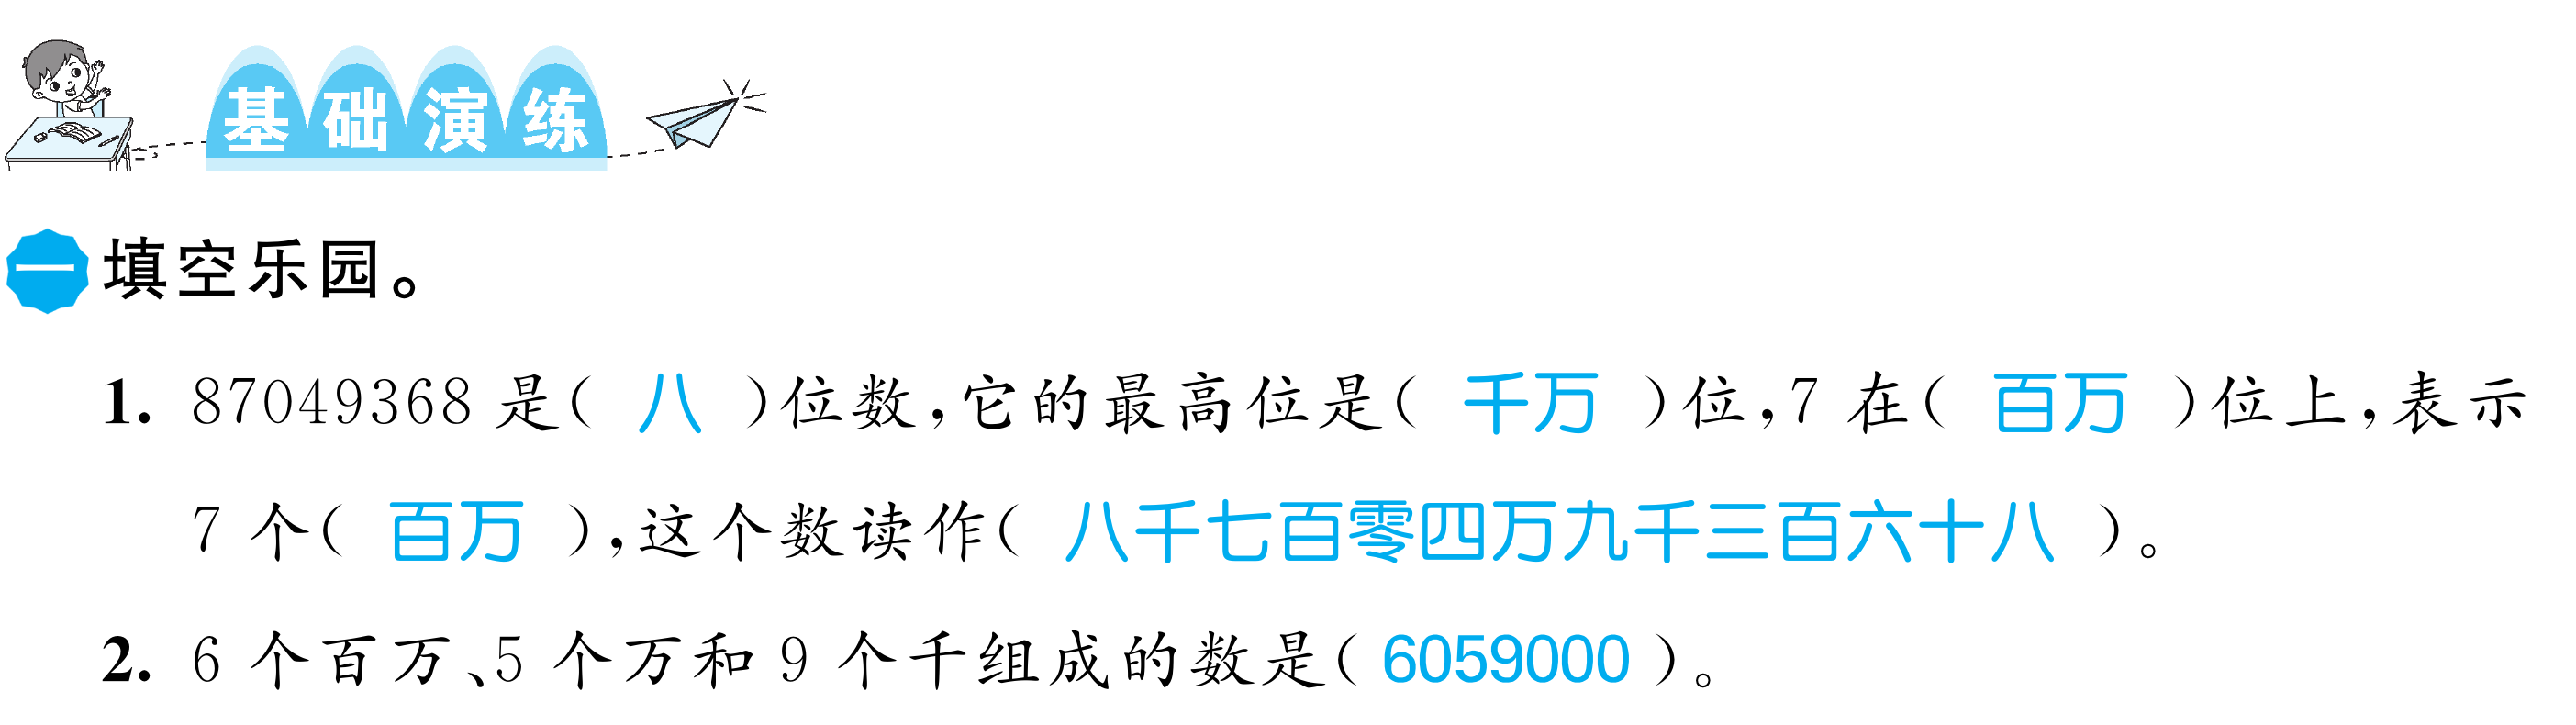 基础演练
一 填空乐园。
1. 87049368是( 八 )位数,它的最高位是( 千万 )位,7在( 百万 )位上,表示
7个( 百万 ),这个数读作( 八千七百零四万九千三百六十八 )。
2. 6个百万、5个万和9个千组成的数是( 6059000 )。